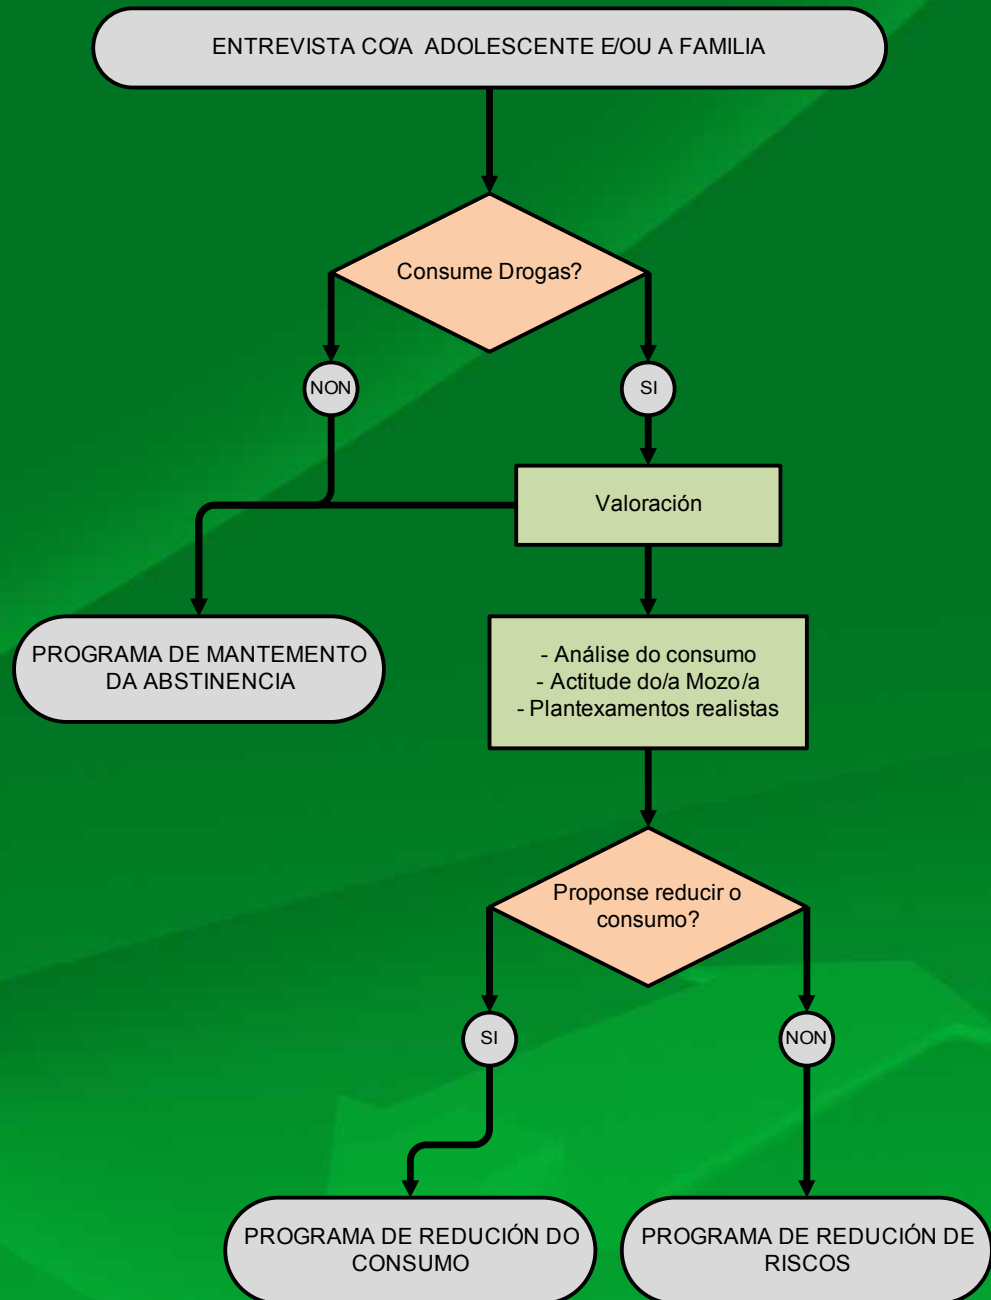 ENTREVISTA CO/A ADOLESCENTE E/OU A FAMILIA
Consume Drogas?
NON
SI
Valoración
PROGRAMA DE MANTEMENTO
DA ABSTINENCIA
- Análise do consumo
- Actitude do/a Mozo/a
- Plantexamentos realistas
Proponse reducir o
consumo?
SI
NON
PROGRAMA DE REDUCIÓN DO
CONSUMO
PROGRAMA DE REDUCIÓN DE
RISCOS